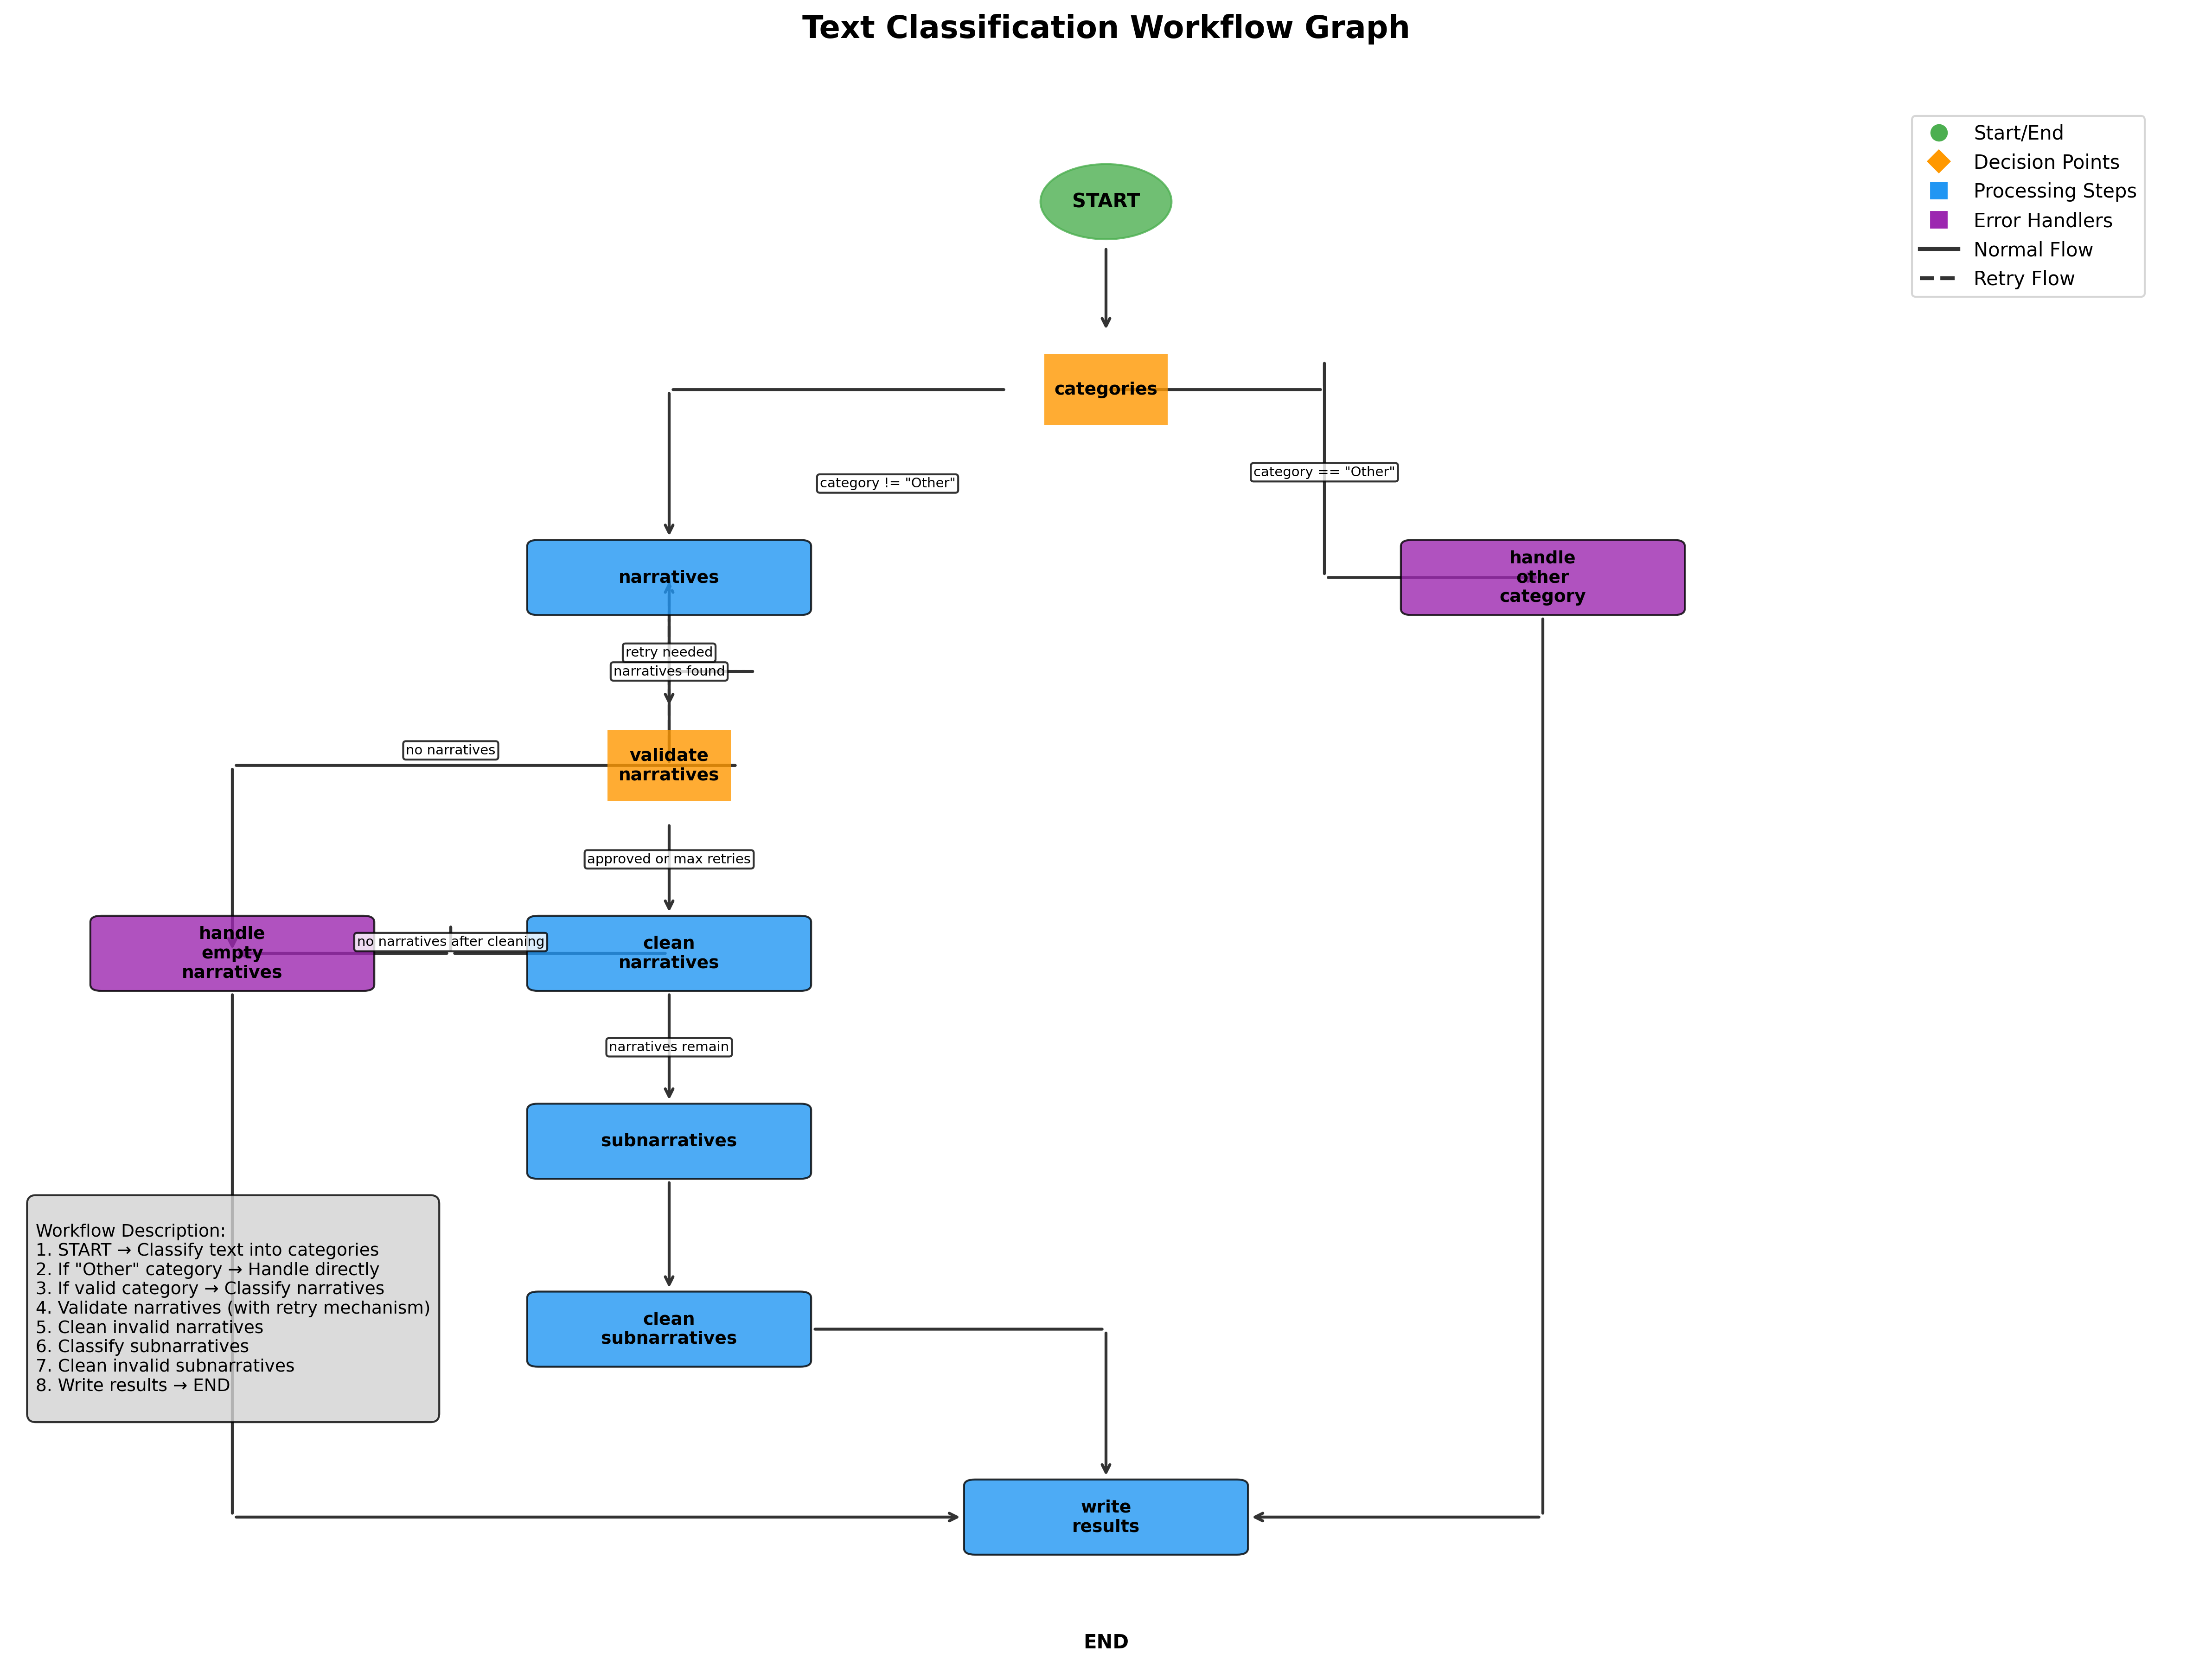 Text Classification Workflow Graph
Start/End
Decision Points
Processing Steps
Error Handlers
Normal Flow
Retry Flow
START
categories
category != "Other"
category == "Other"
narratives
handle
other
category
retry needed
narratives found
no narratives
validate
narratives
approved or max retries
handle
empty
narratives
no narratives after cleaning
clean
narratives
narratives remain
subnarratives
Workflow Description:
1. START → Classify text into categories
2. If "Other" category → Handle directly
3. If valid category → Classify narratives
4. Validate narratives (with retry mechanism)
5. Clean invalid narratives
6. Classify subnarratives
7. Clean invalid subnarratives
8. Write results → END
clean
subnarratives
write
results
END